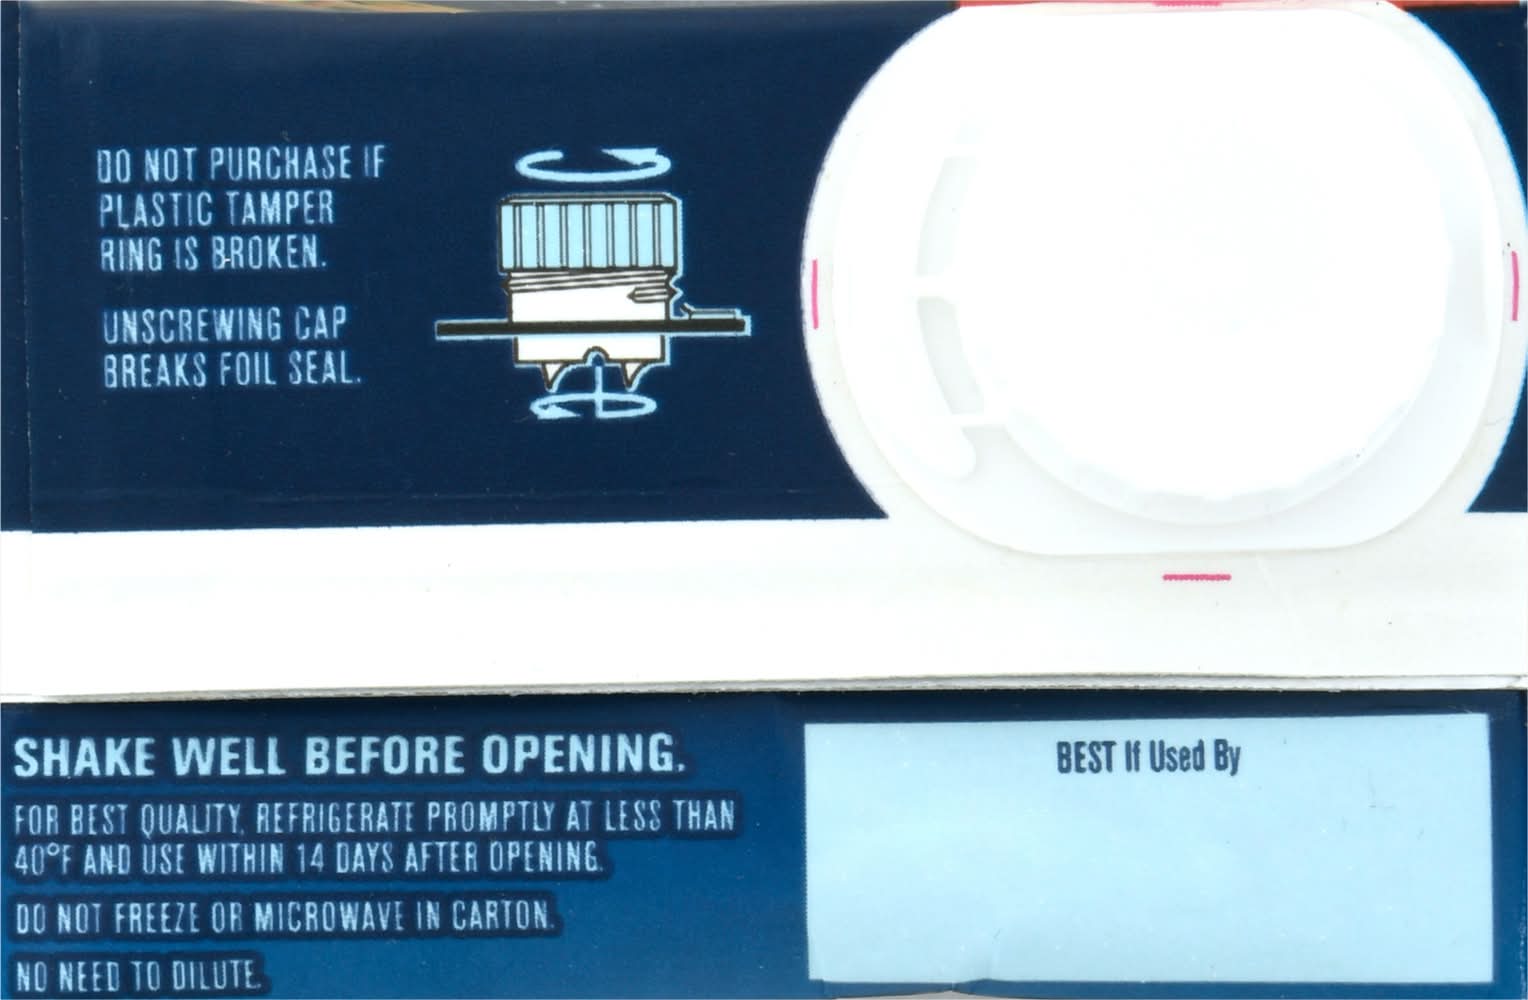 DO NOT PURCHASE IF
PLASTIC TAMPER
RING IS BROKEN.
UNSCREWING CAP
BREAKS FOIL SEAL.
SHAKE WELL BEFORE OPENING.
FOR BEST QUALITY, REFRIGERATE PROMPTLY AT LESS THAN
40°F AND USE WITHIN 14 DAYS AFTER OPENING.
DO NOT FREEZE OR MICROWAVE IN CARTON.
NO NEED TO DILUTE.
BEST If Used By